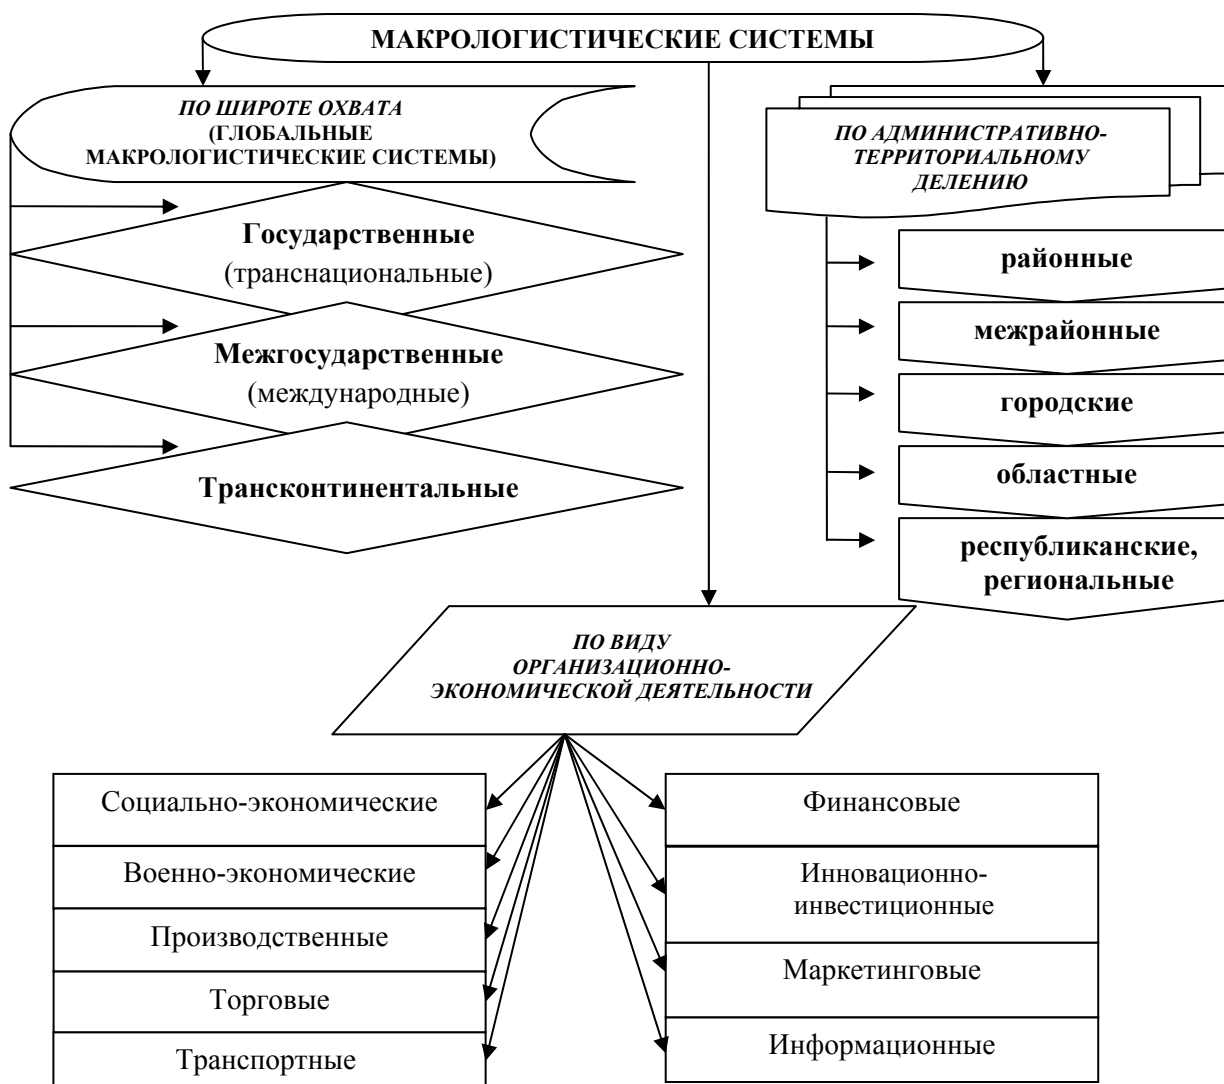 МАКРОЛОГИСТИЧЕСКИЕ СИСТЕМЫ
ПО ШИРОТЕ ОХВАТА
(ГЛОБАЛЬНЫЕ
МАКРОЛОГИСТИЧЕСКИЕ СИСТЕМЫ)
Государственные
(транснациональные)
Межгосударственные
(международные)
Трансконтинентальные
ПО АДМИНИСТРАТИВНО-
ТЕРРИТОРИАЛЬНОМУ
ДЕЛЕНИЮ
районные
межрайонные
городские
областные
республиканские,
региональные
ПО ВИДУ
ОРГАНИЗАЦИОННО-
ЭКОНОМИЧЕСКОЙ ДЕЯТЕЛЬНОСТИ
Социально-экономические
Военно-экономические
Производственные
Торговые
Транспортные
Финансовые
Инновационно-
инвестиционные
Маркетинговые
Информационные